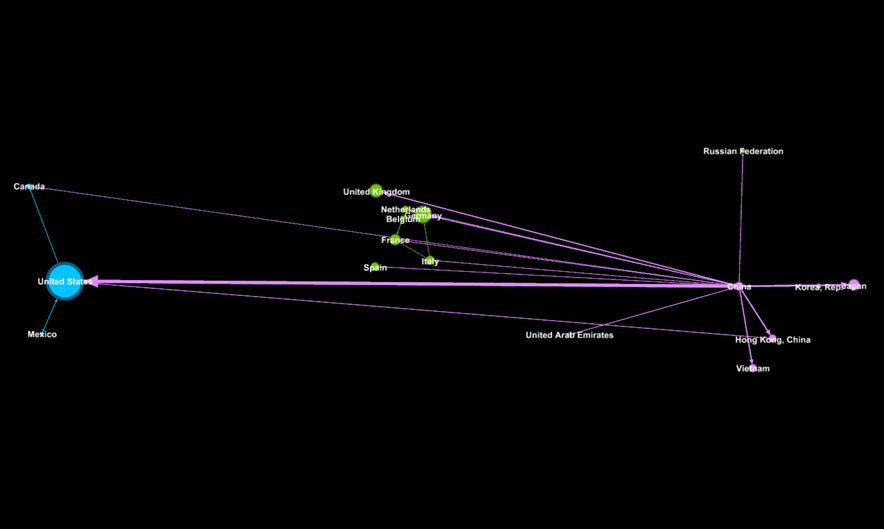 Russian Federation
Canada
United Kingdom
Netherlands
Germany
Belgium
France
Italy
Spain
United States
China
Korea, Rep.
Japan
Mexico
United Arab Emirates
Hong Kong, China
Vietnam